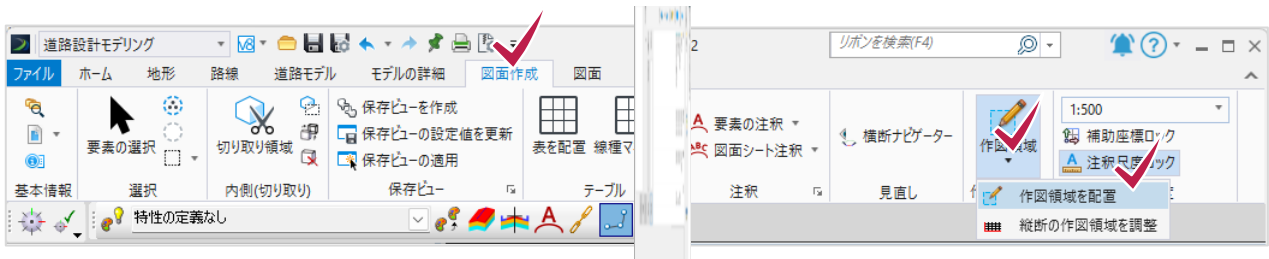 道路設計モデリング
2
リボンを検索(F4)
ファイル ホーム 地形 路線 道路モデル モデルの詳細 図面作成 図面
要素の選択
切り取り領域
保存ビューを作成
保存ビューの設定値を更新
保存ビューの適用
表を配置 線種マ
要素の注釈
図面シート注釈
横断ナビゲーター
作図領域
1:500
補助座標ロック
注釈尺度ロック
基本情報 選択 内側(切り取り) 保存ビュー テーブル 注釈 見直し
作図領域を配置
縦断の作図領域を調整
特性の定義なし